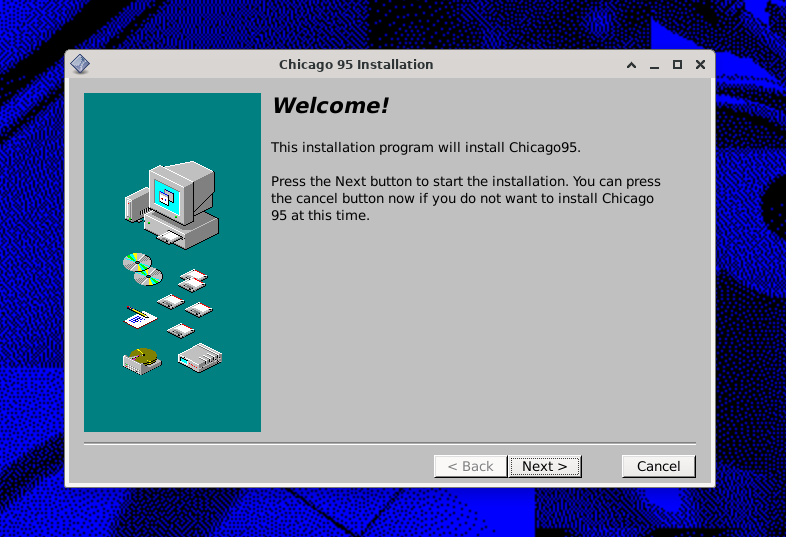 Chicago 95 Installation
Welcome!
This installation program will install Chicago95.
Press the Next button to start the installation. You can press
the cancel button now if you do not want to install Chicago
95 at this time.
< Back
Next >
Cancel